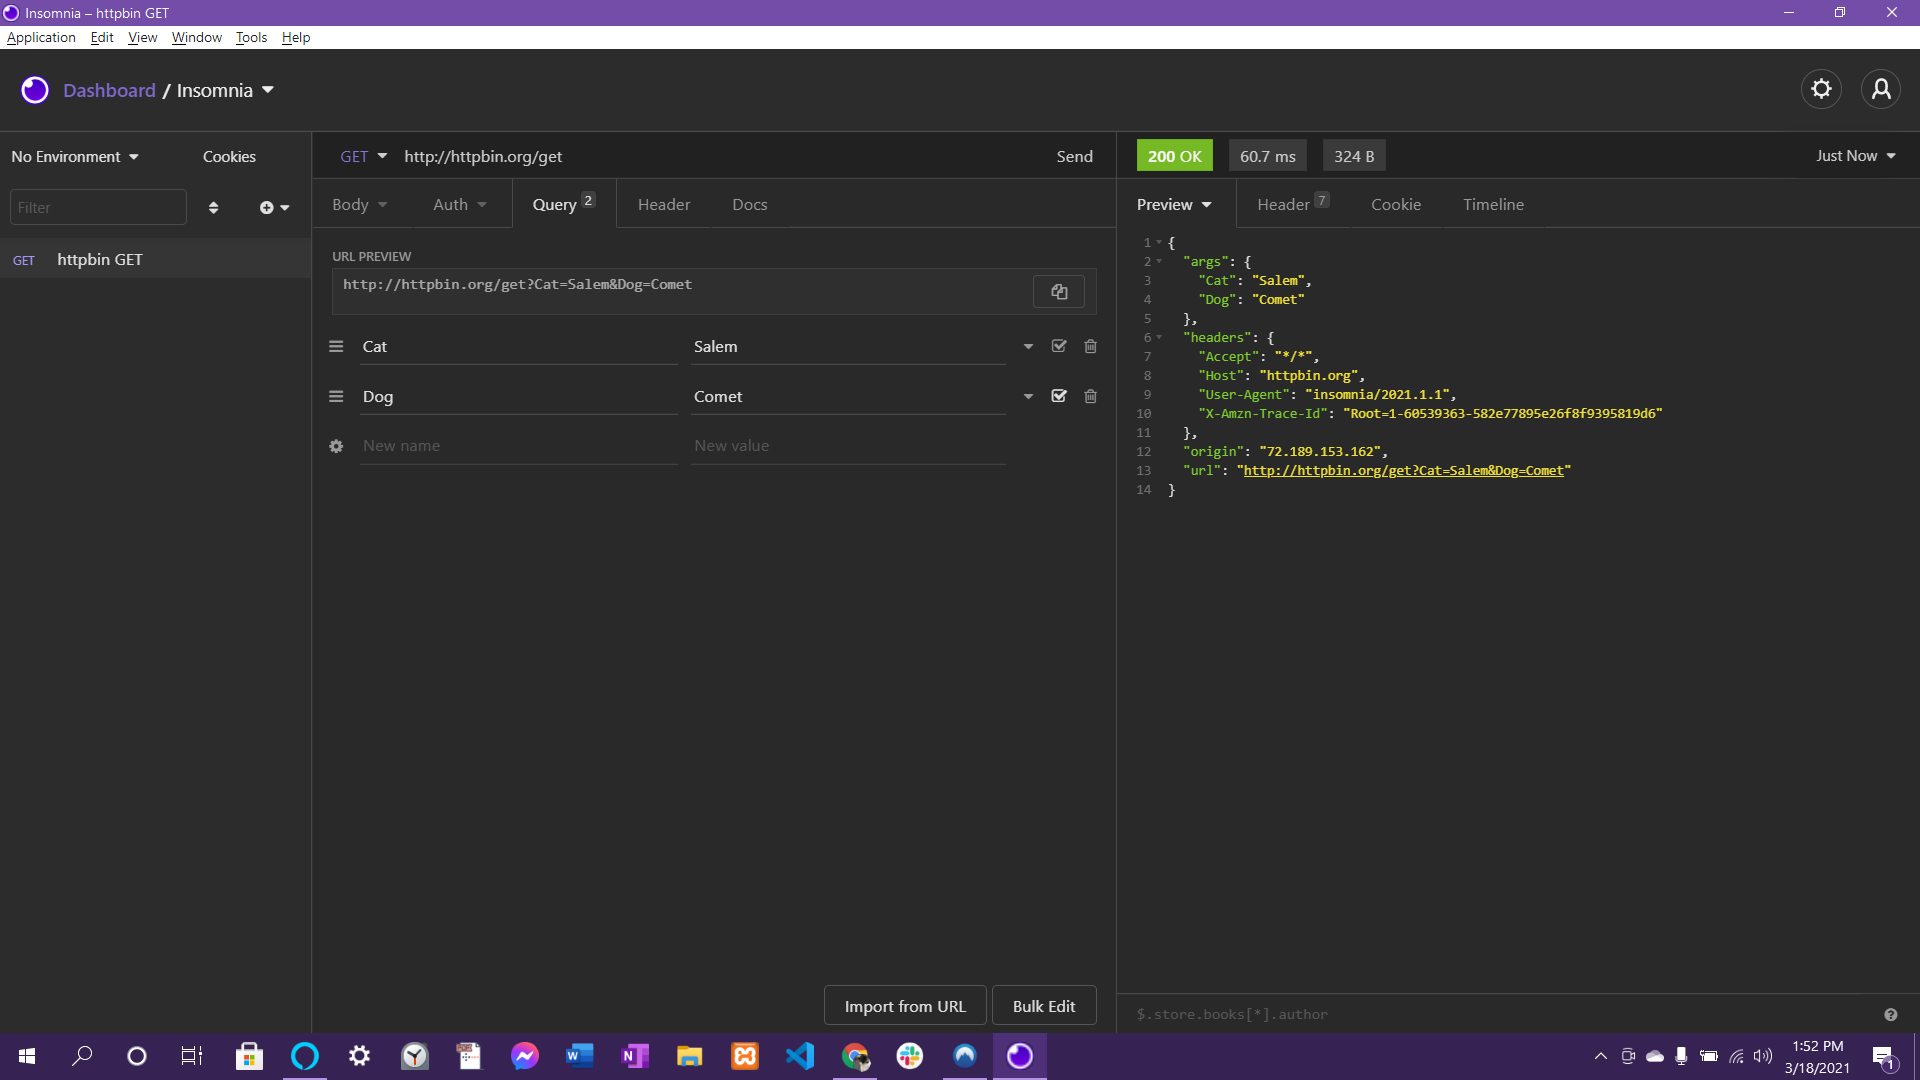 Insomnia – httpbin GET
Application Edit View Window Tools Help
Dashboard / Insomnia
No Environment
Cookies
Filter
GET httpbin GET
GET http://httpbin.org/get
Send
Body Auth Query 2 Header Docs
URL PREVIEW
http://httpbin.org/get?Cat=Salem&Dog=Comet
Cat Salem
Dog Comet
New name New value
Import from URL
Bulk Edit
200 OK 60.7 ms 324 B
Just Now
Preview Header 7 Cookie Timeline
1 {
2 "args": {
3 "Cat": "Salem",
4 "Dog": "Comet"
5 },
6 "headers": {
7 "Accept": "*/*",
8 "Host": "httpbin.org",
9 "User-Agent": "insomnia/2021.1.1",
10 "X-Amzn-Trace-Id": "Root=1-60539363-582e77895e26f8f9395819d6"
11 },
12 "origin": "72.189.153.162",
13 "url": "http://httpbin.org/get?Cat=Salem&Dog=Comet"
14 }
$.store.books[*].author
1:52 PM
3/18/2021
1